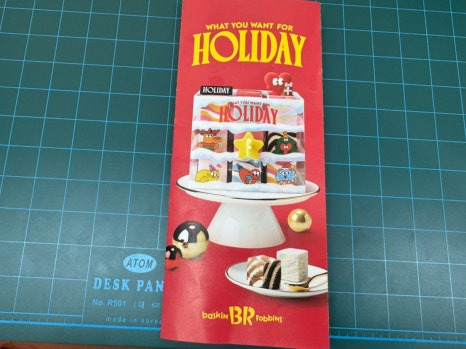 WHAT YOU WANT FOR
HOLIDAY
HOLIDAY
WHAT YOU WANT FOR
HOLIDAY
ATOM
DESK PAN
No. RS01
made in korea
baskin BR robbins